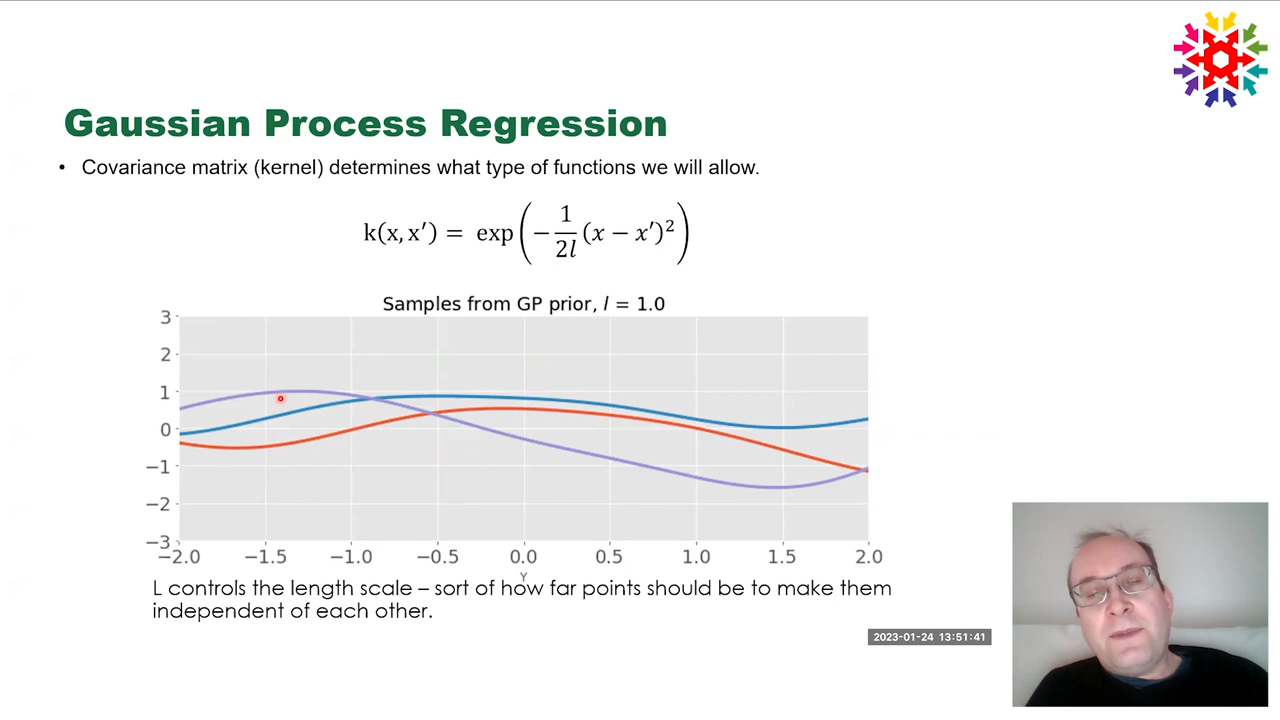 Gaussian Process Regression
• Covariance matrix (kernel) determines what type of functions we will allow.
k(x, x′) = exp(−1/2l (x − x′)²)
Samples from GP prior, l = 1.0
3
2
1
0
−1
−2
−3
−2.0 −1.5 −1.0 −0.5 0.0 0.5 1.0 1.5 2.0
L controls the length scale – sort of how far points should be to make them
independent of each other.
2023-01-24 13:51:41